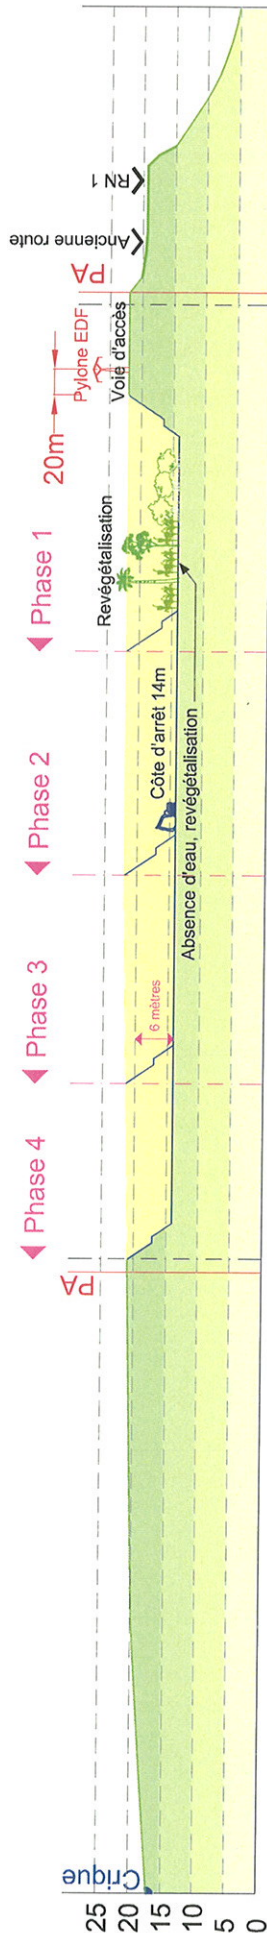 Phase 4
Phase 3
Phase 2
Phase 1
20m
Pylone EDF
PA
PA
Ancienne route
RN 1
Crique
Voie d'accès
Revégétalisation
6 mètres
Côte d'arrêt 14m
Absence d'eau, revégétalisation
25
20
15
10
5
0